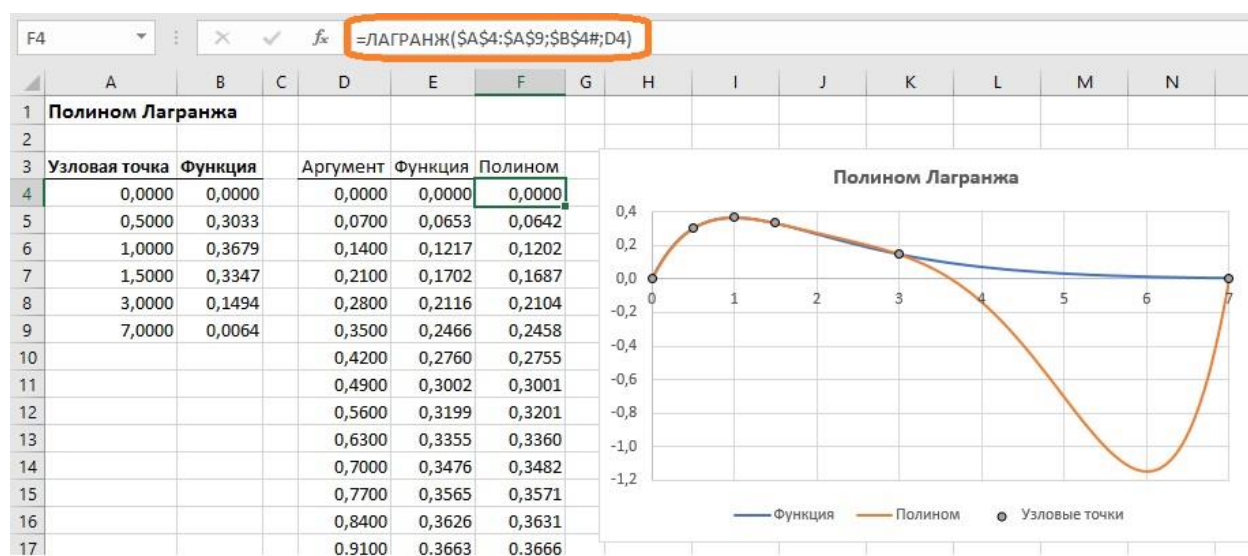 F4 fx =ЛАГРАНЖ($A$4:$A$9;$B$4#;D4)
A B C D E F G H I J K L M N
1 Полином Лагранжа
2
3 Узловая точка Функция Аргумент Функция Полином
4 0,0000 0,0000 0,0000 0,0000 0,0000
5 0,5000 0,3033 0,0700 0,0653 0,0642
6 1,0000 0,3679 0,1400 0,1217 0,1202
7 1,5000 0,3347 0,2100 0,1702 0,1687
8 3,0000 0,1494 0,2800 0,2116 0,2104
9 7,0000 0,0064 0,3500 0,2466 0,2458
10 0,4200 0,2760 0,2755
11 0,4900 0,3002 0,3001
12 0,5600 0,3199 0,3201
13 0,6300 0,3355 0,3360
14 0,7000 0,3476 0,3482
15 0,7700 0,3565 0,3571
16 0,8400 0,3626 0,3631
17 0,9100 0,3663 0,3666
Полином Лагранжа
0,4
0,2
0,0
0 1 2 3 4 5 6 7
-0,2
-0,4
-0,6
-0,8
-1,0
-1,2
Функция Полином Узловые точки